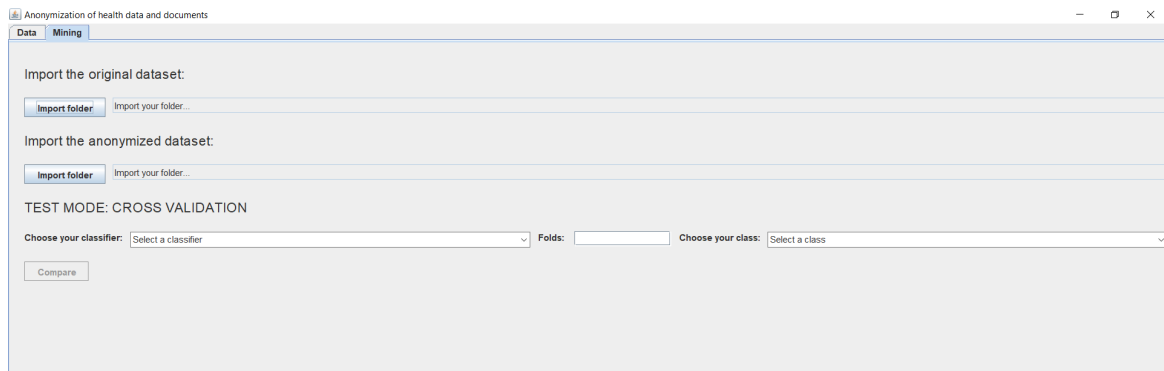 Anonymization of health data and documents
Data Mining
Import the original dataset:
Import folder Import your folder...
Import the anonymized dataset:
Import folder Import your folder...
TEST MODE: CROSS VALIDATION
Choose your classifier: Select a classifier Folds: Choose your class: Select a class
Compare